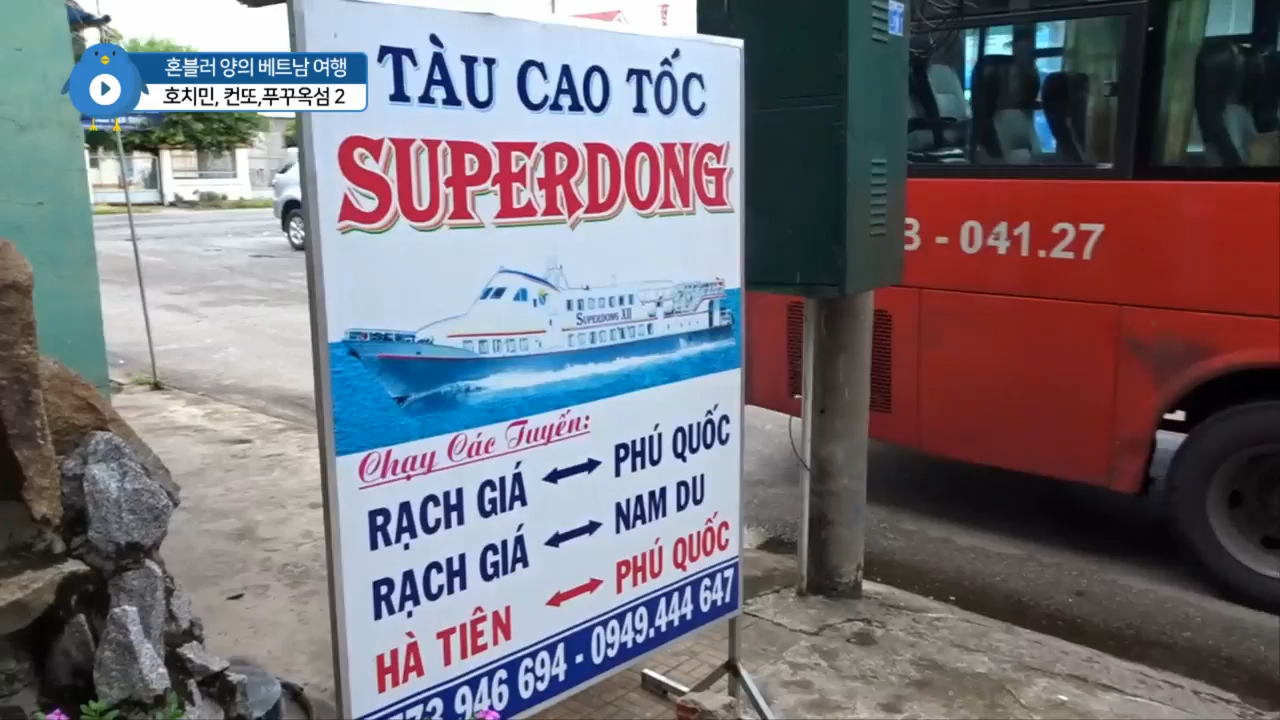 혼블러 양의 베트남 여행
호치민, 컨또,푸꾸옥섬 2
TÀU CAO TỐC
SUPERDONG
SUPERDONG XII
Chạy Các Tuyến:
RẠCH GIÁ ↔ PHÚ QUỐC
RẠCH GIÁ ↔ NAM DU
HÀ TIÊN ↔ PHÚ QUỐC
946 694 - 0949.444 647
B - 041.27